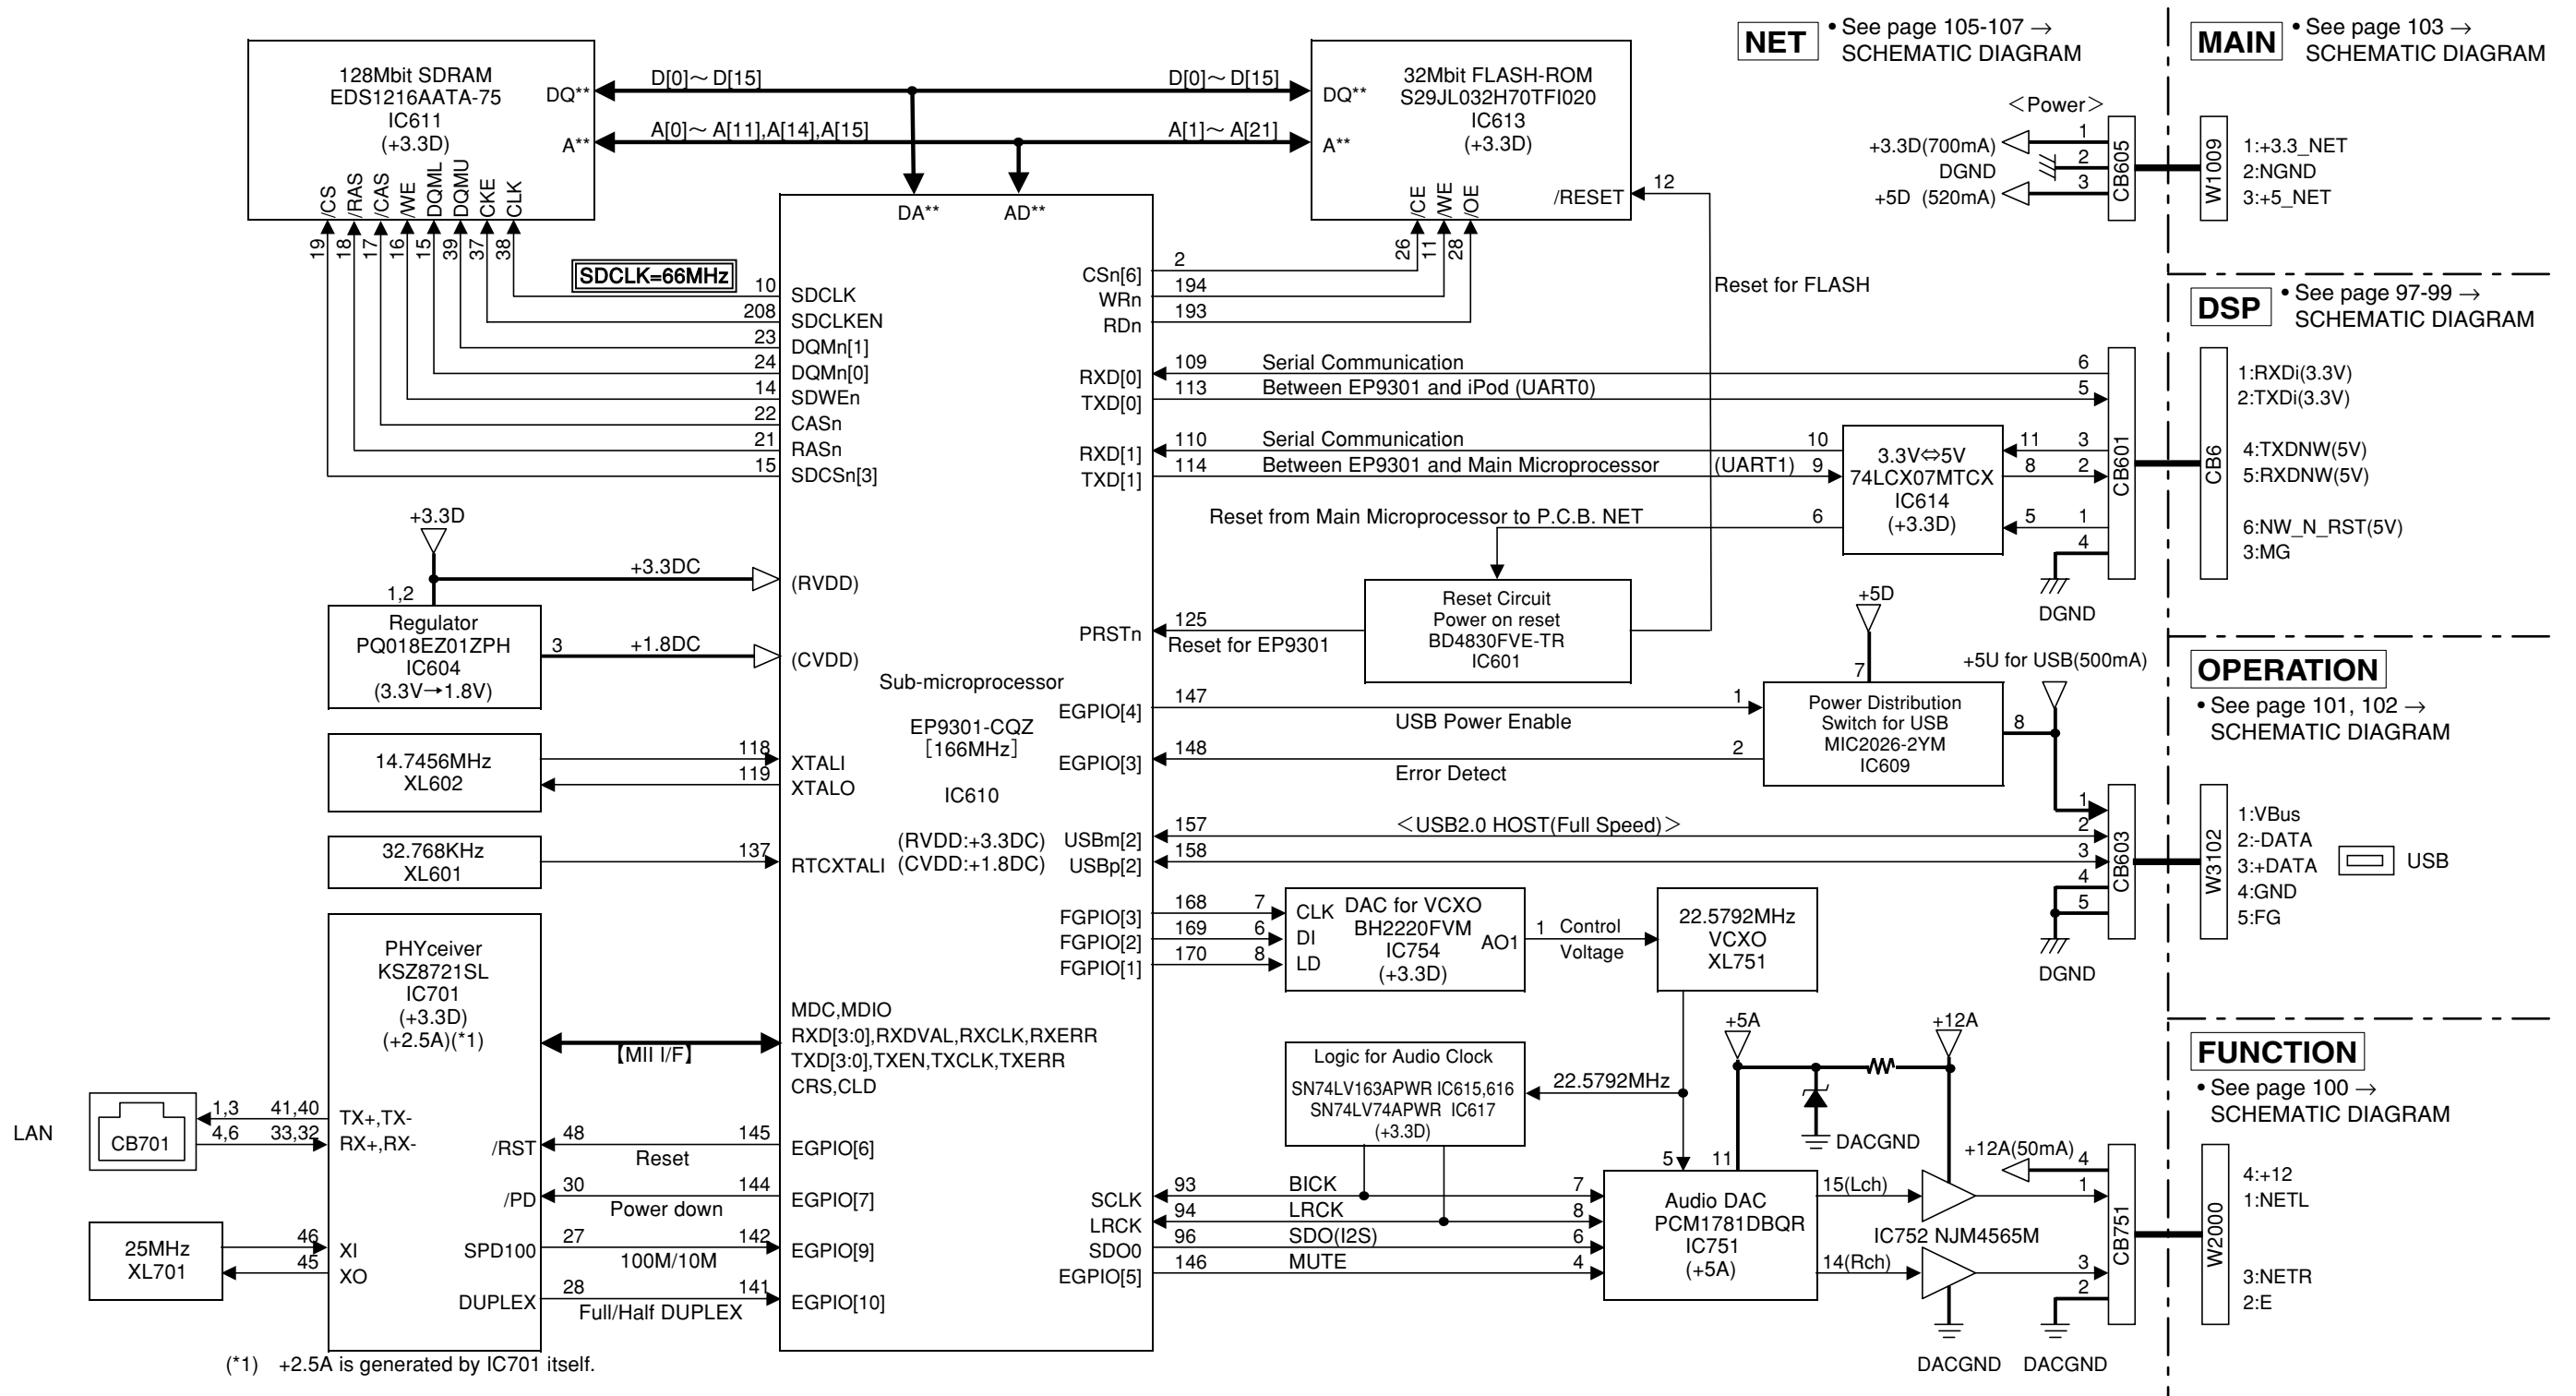 NET
• See page 105-107 →
SCHEMATIC DIAGRAM
MAIN
• See page 103 →
SCHEMATIC DIAGRAM
128Mbit SDRAM
EDS1216AATA-75
IC611
(+3.3D)
DQ**
A**
/CS
/RAS
/CAS
/WE
DQML
DQMU
CKE
CLK
19
18
17
16
15
39
37
38
D[0]～D[15]
D[0]～D[15]
A[0]～A[11],A[14],A[15]
A[1]～A[21]
32Mbit FLASH-ROM
S29JL032H70TFI020
IC613
(+3.3D)
DQ**
A**
/RESET
12
/CE
/WE
/OE
26
11
28
Reset for FLASH
<Power>
+3.3D(700mA)
DGND
+5D (520mA)
1
2
3
CB605
W1009
1:+3.3_NET
2:NGND
3:+5_NET
DSP
• See page 97-99 →
SCHEMATIC DIAGRAM
DA**
AD**
SDCLK=66MHz
10 SDCLK
208 SDCLKEN
23 DQMn[1]
24 DQMn[0]
14 SDWEn
22 CASn
21 RASn
15 SDCSn[3]
CSn[6] 2
WRn 194
RDn 193
RXD[0] 109 Serial Communication 6
TXD[0] 113 Between EP9301 and iPod (UART0) 5
RXD[1] 110 Serial Communication 10
TXD[1] 114 Between EP9301 and Main Microprocessor (UART1) 9
3.3V⇔5V
74LCX07MTCX
IC614
(+3.3D)
11 3
8 2
5 1
4
DGND
CB601
CB6
1:RXDi(3.3V)
2:TXDi(3.3V)
4:TXDNW(5V)
5:RXDNW(5V)
6:NW_N_RST(5V)
3:MG
Reset from Main Microprocessor to P.C.B. NET 6
Reset Circuit
Power on reset
BD4830FVE-TR
IC601
PRSTn 125
Reset for EP9301
+3.3D
+3.3DC
(RVDD)
1,2
Regulator
PQ018EZ01ZPH
IC604
(3.3V→1.8V)
3 +1.8DC
(CVDD)
Sub-microprocessor
EP9301-CQZ
[166MHz]
IC610
(RVDD:+3.3DC)
(CVDD:+1.8DC)
14.7456MHz
XL602
118 XTALI
119 XTALO
32.768KHz
XL601
137 RTCXTALI
EGPIO[4] 147 USB Power Enable 1
EGPIO[3] 148 Error Detect 2
+5D
7
Power Distribution
Switch for USB
MIC2026-2YM
IC609
8
+5U for USB(500mA)
OPERATION
• See page 101, 102 →
SCHEMATIC DIAGRAM
USBm[2] 157 <USB2.0 HOST(Full Speed)>
USBp[2] 158
1
2
3
4
5
DGND
CB603
W3102
1:VBus
2:-DATA
3:+DATA
4:GND
5:FG
USB
FGPIO[3] 168 7 CLK
FGPIO[2] 169 6 DI
FGPIO[1] 170 8 LD
DAC for VCXO
BH2220FVM
IC754
(+3.3D)
AO1
1 Control
Voltage
22.5792MHz
VCXO
XL751
PHYceiver
KSZ8721SL
IC701
(+3.3D)
(+2.5A)(*1)
【MII I/F】
MDC,MDIO
RXD[3:0],RXDVAL,RXCLK,RXERR
TXD[3:0],TXEN,TXCLK,TXERR
CRS,CLD
LAN
CB701
1,3 41,40 TX+,TX-
4,6 33,32 RX+,RX-
/RST 48 Reset 145 EGPIO[6]
/PD 30 Power down 144 EGPIO[7]
SPD100 27 100M/10M 142 EGPIO[9]
DUPLEX 28 Full/Half DUPLEX 141 EGPIO[10]
25MHz
XL701
46 XI
45 XO
Logic for Audio Clock
SN74LV163APWR IC615,616
SN74LV74APWR IC617
(+3.3D)
22.5792MHz
+5A
+12A
DACGND
5
11
SCLK 93 BICK 7
LRCK 94 LRCK 8
SDO0 96 SDO(I2S) 6
EGPIO[5] 146 MUTE 4
Audio DAC
PCM1781DBQR
IC751
(+5A)
15(Lch)
14(Rch)
IC752 NJM4565M
+12A(50mA)
4
1
3
2
DACGND
DACGND
CB751
W2000
FUNCTION
• See page 100 →
SCHEMATIC DIAGRAM
4:+12
1:NETL
3:NETR
2:E
(*1) +2.5A is generated by IC701 itself.